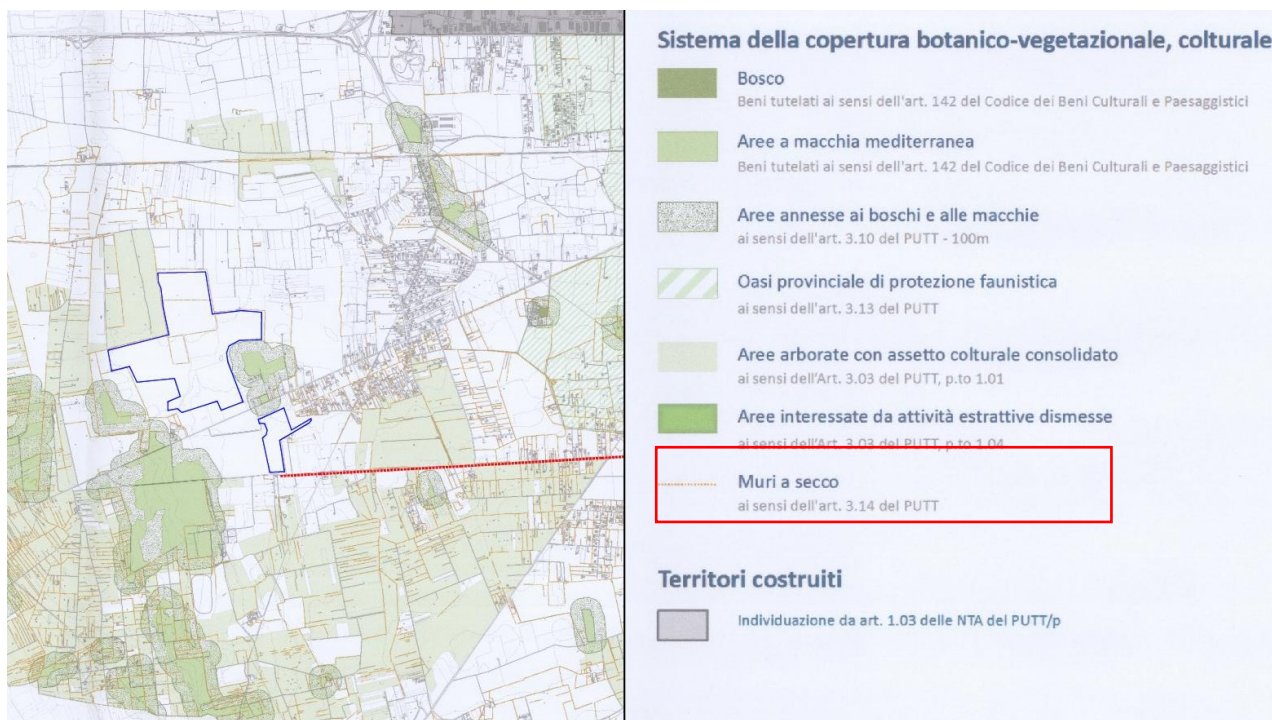 Sistema della copertura botanico-vegetazionale, colturale
Bosco
Beni tutelati ai sensi dell'art. 142 del Codice dei Beni Culturali e Paesaggistici
Aree a macchia mediterranea
Beni tutelati ai sensi dell'art. 142 del Codice dei Beni Culturali e Paesaggistici
Aree annesse ai boschi e alle macchie
ai sensi dell'art. 3.10 del PUTT - 100m
Oasi provinciale di protezione faunistica
ai sensi dell'art. 3.13 del PUTT
Aree arborate con assetto colturale consolidato
ai sensi dell'Art. 3.03 del PUTT, p.to 1.01
Aree interessate da attività estrattive dismesse
ai sensi dell'Art. 3.03 del PUTT, p.to 1.04
Muri a secco
ai sensi dell'art. 3.14 del PUTT
Territori costruiti
Individuazione da art. 1.03 delle NTA del PUTT/p